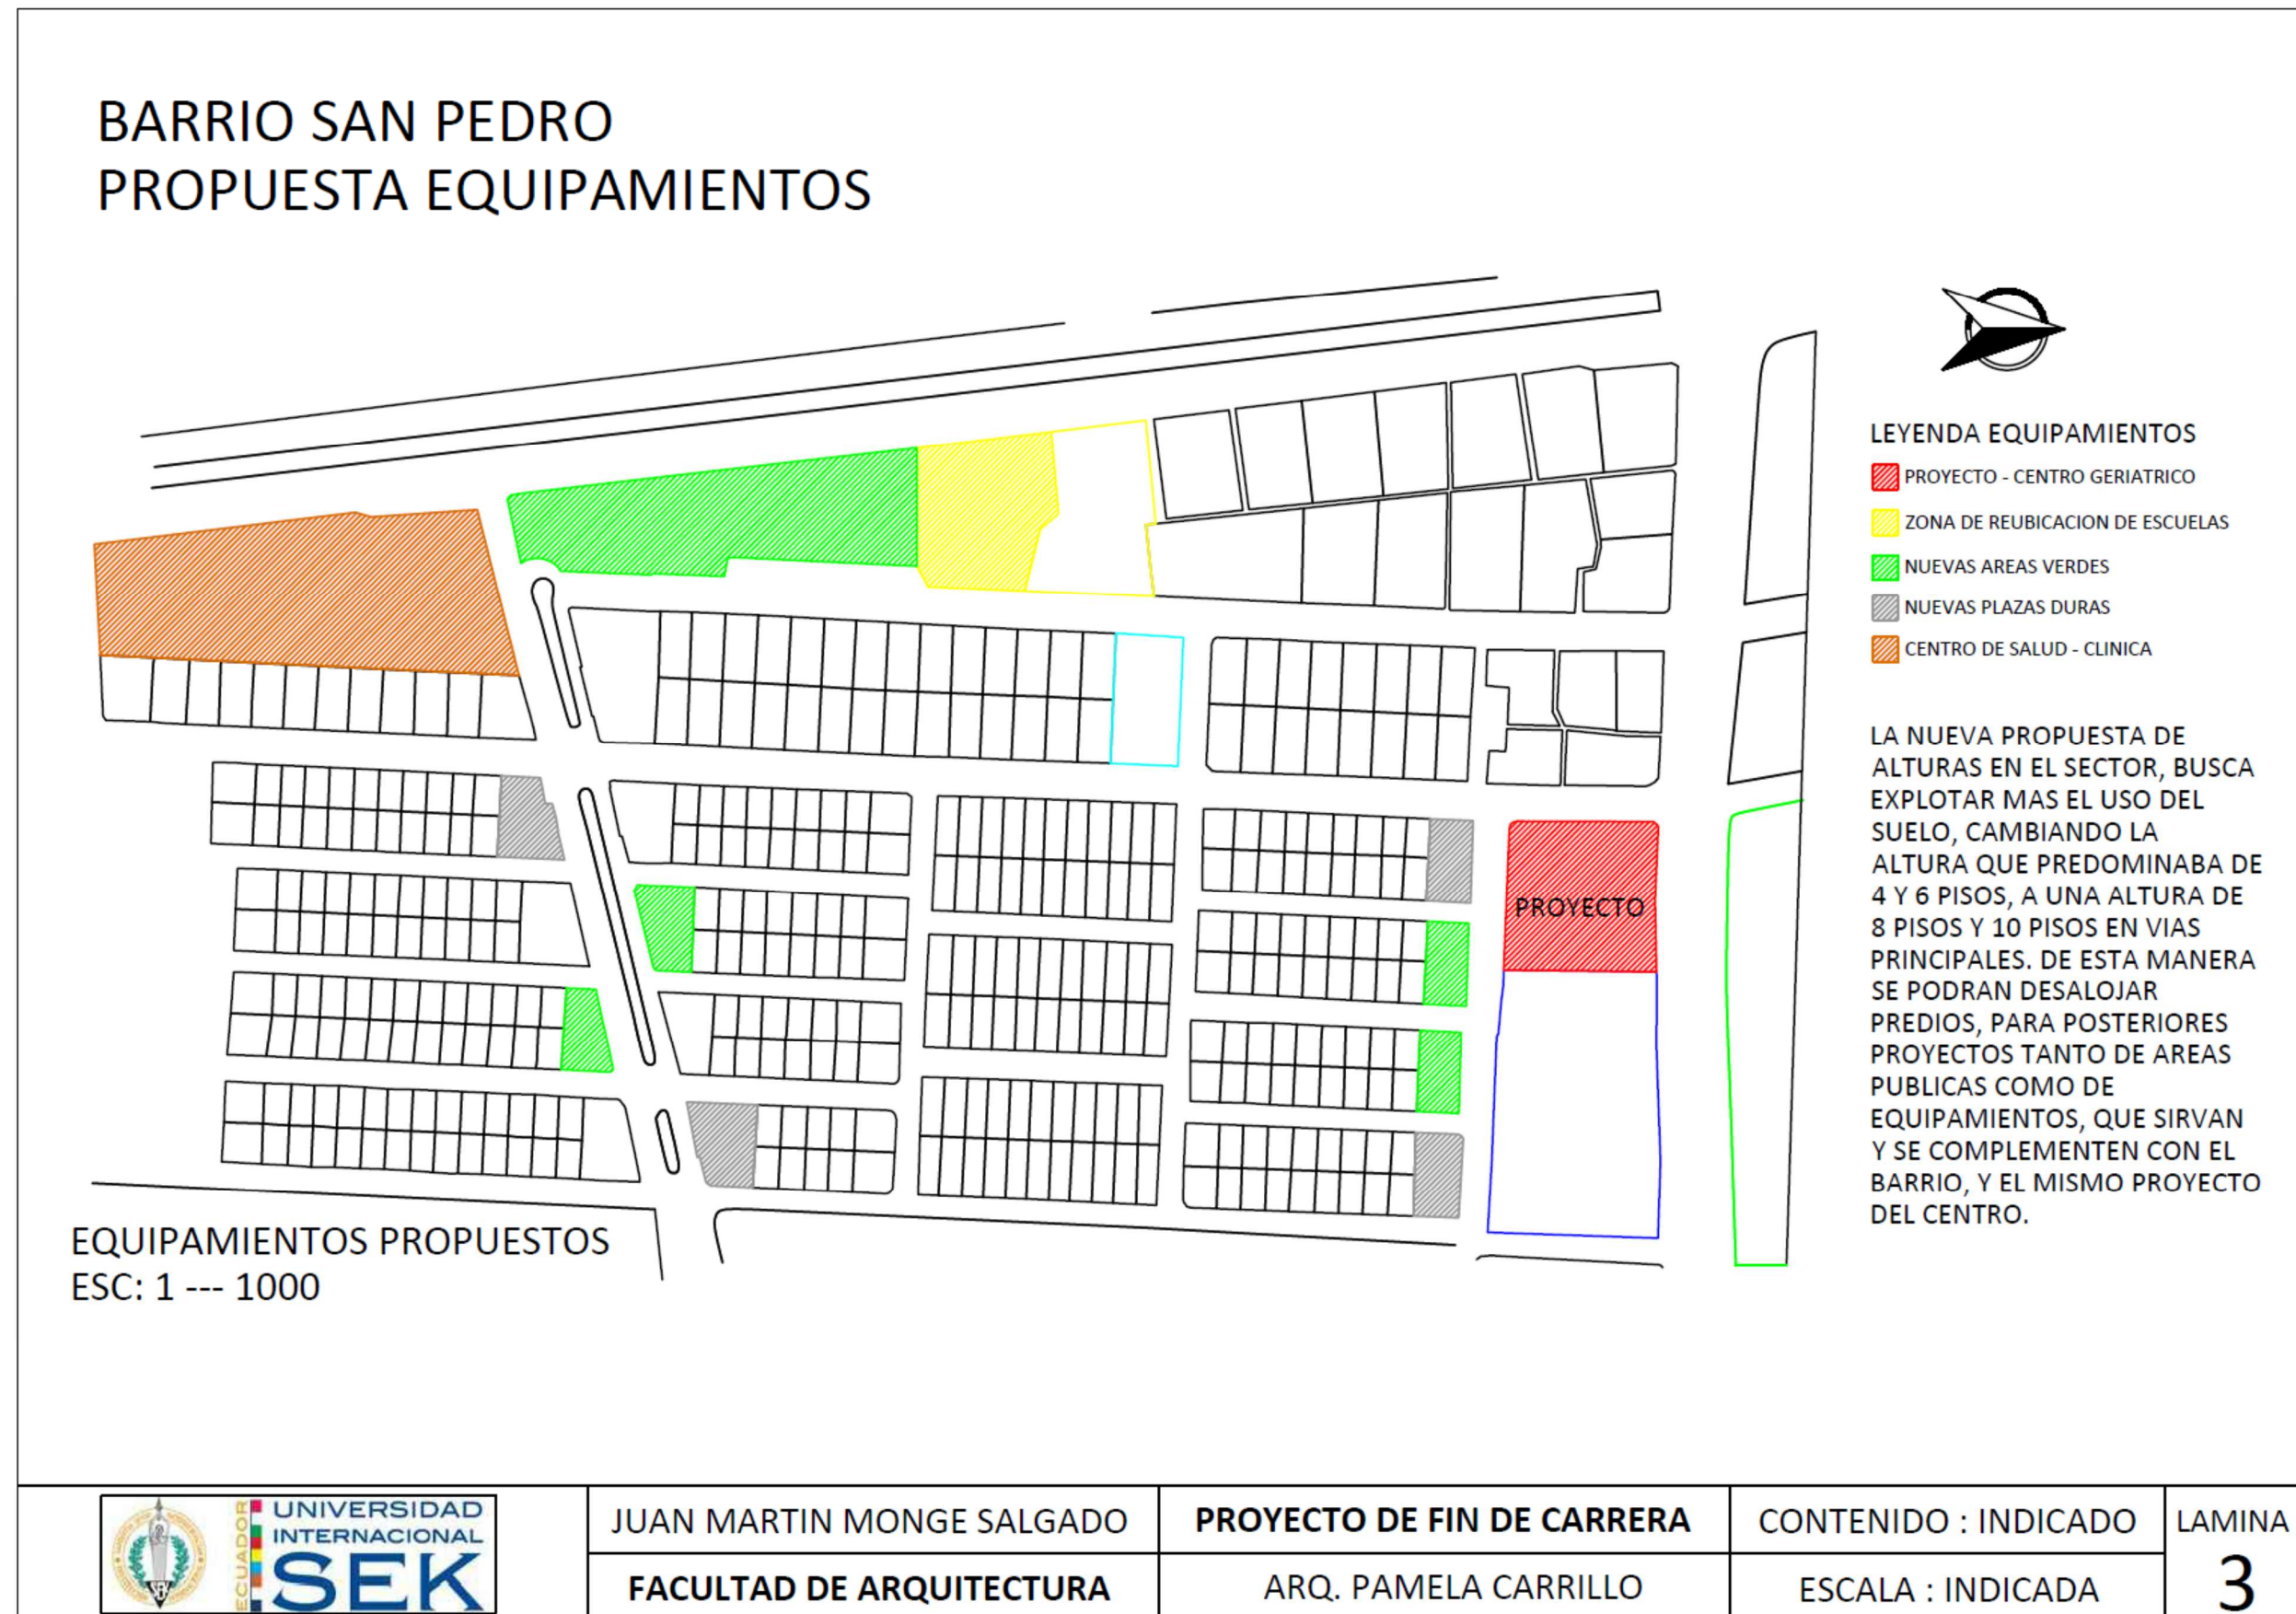 BARRIO SAN PEDRO
PROPUESTA EQUIPAMIENTOS
LEYENDA EQUIPAMIENTOS
PROYECTO - CENTRO GERIATRICO
ZONA DE REUBICACION DE ESCUELAS
NUEVAS AREAS VERDES
NUEVAS PLAZAS DURAS
CENTRO DE SALUD - CLINICA
LA NUEVA PROPUESTA DE
ALTURAS EN EL SECTOR, BUSCA
EXPLOTAR MAS EL USO DEL
SUELO, CAMBIANDO LA
ALTURA QUE PREDOMINABA DE
4 Y 6 PISOS, A UNA ALTURA DE
8 PISOS Y 10 PISOS EN VIAS
PRINCIPALES. DE ESTA MANERA
SE PODRAN DESALOJAR
PREDIOS, PARA POSTERIORES
PROYECTOS TANTO DE AREAS
PUBLICAS COMO DE
EQUIPAMIENTOS, QUE SIRVAN
Y SE COMPLEMENTEN CON EL
BARRIO, Y EL MISMO PROYECTO
DEL CENTRO.
PROYECTO
EQUIPAMIENTOS PROPUESTOS
ESC: 1 --- 1000
ECUADOR
UNIVERSIDAD
INTERNACIONAL
SEK
JUAN MARTIN MONGE SALGADO
FACULTAD DE ARQUITECTURA
PROYECTO DE FIN DE CARRERA
ARQ. PAMELA CARRILLO
CONTENIDO : INDICADO
ESCALA : INDICADA
LAMINA
3